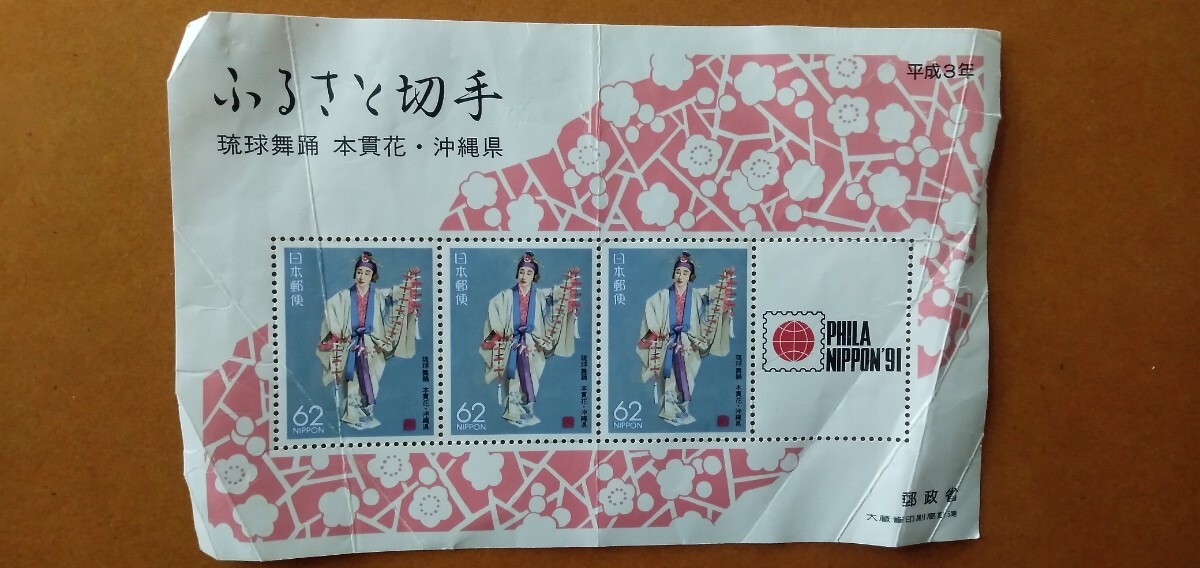 ふるさと切手
平成3年
琉球舞踊 本貫花・沖縄県
日本郵便
琉球舞踊 本貫花・沖縄県
62
NIPPON
日本郵便
琉球舞踊 本貫花・沖縄県
62
NIPPON
日本郵便
琉球舞踊 本貫花・沖縄県
62
NIPPON
PHILA
NIPPON'91
郵政省
大蔵省印刷局製造